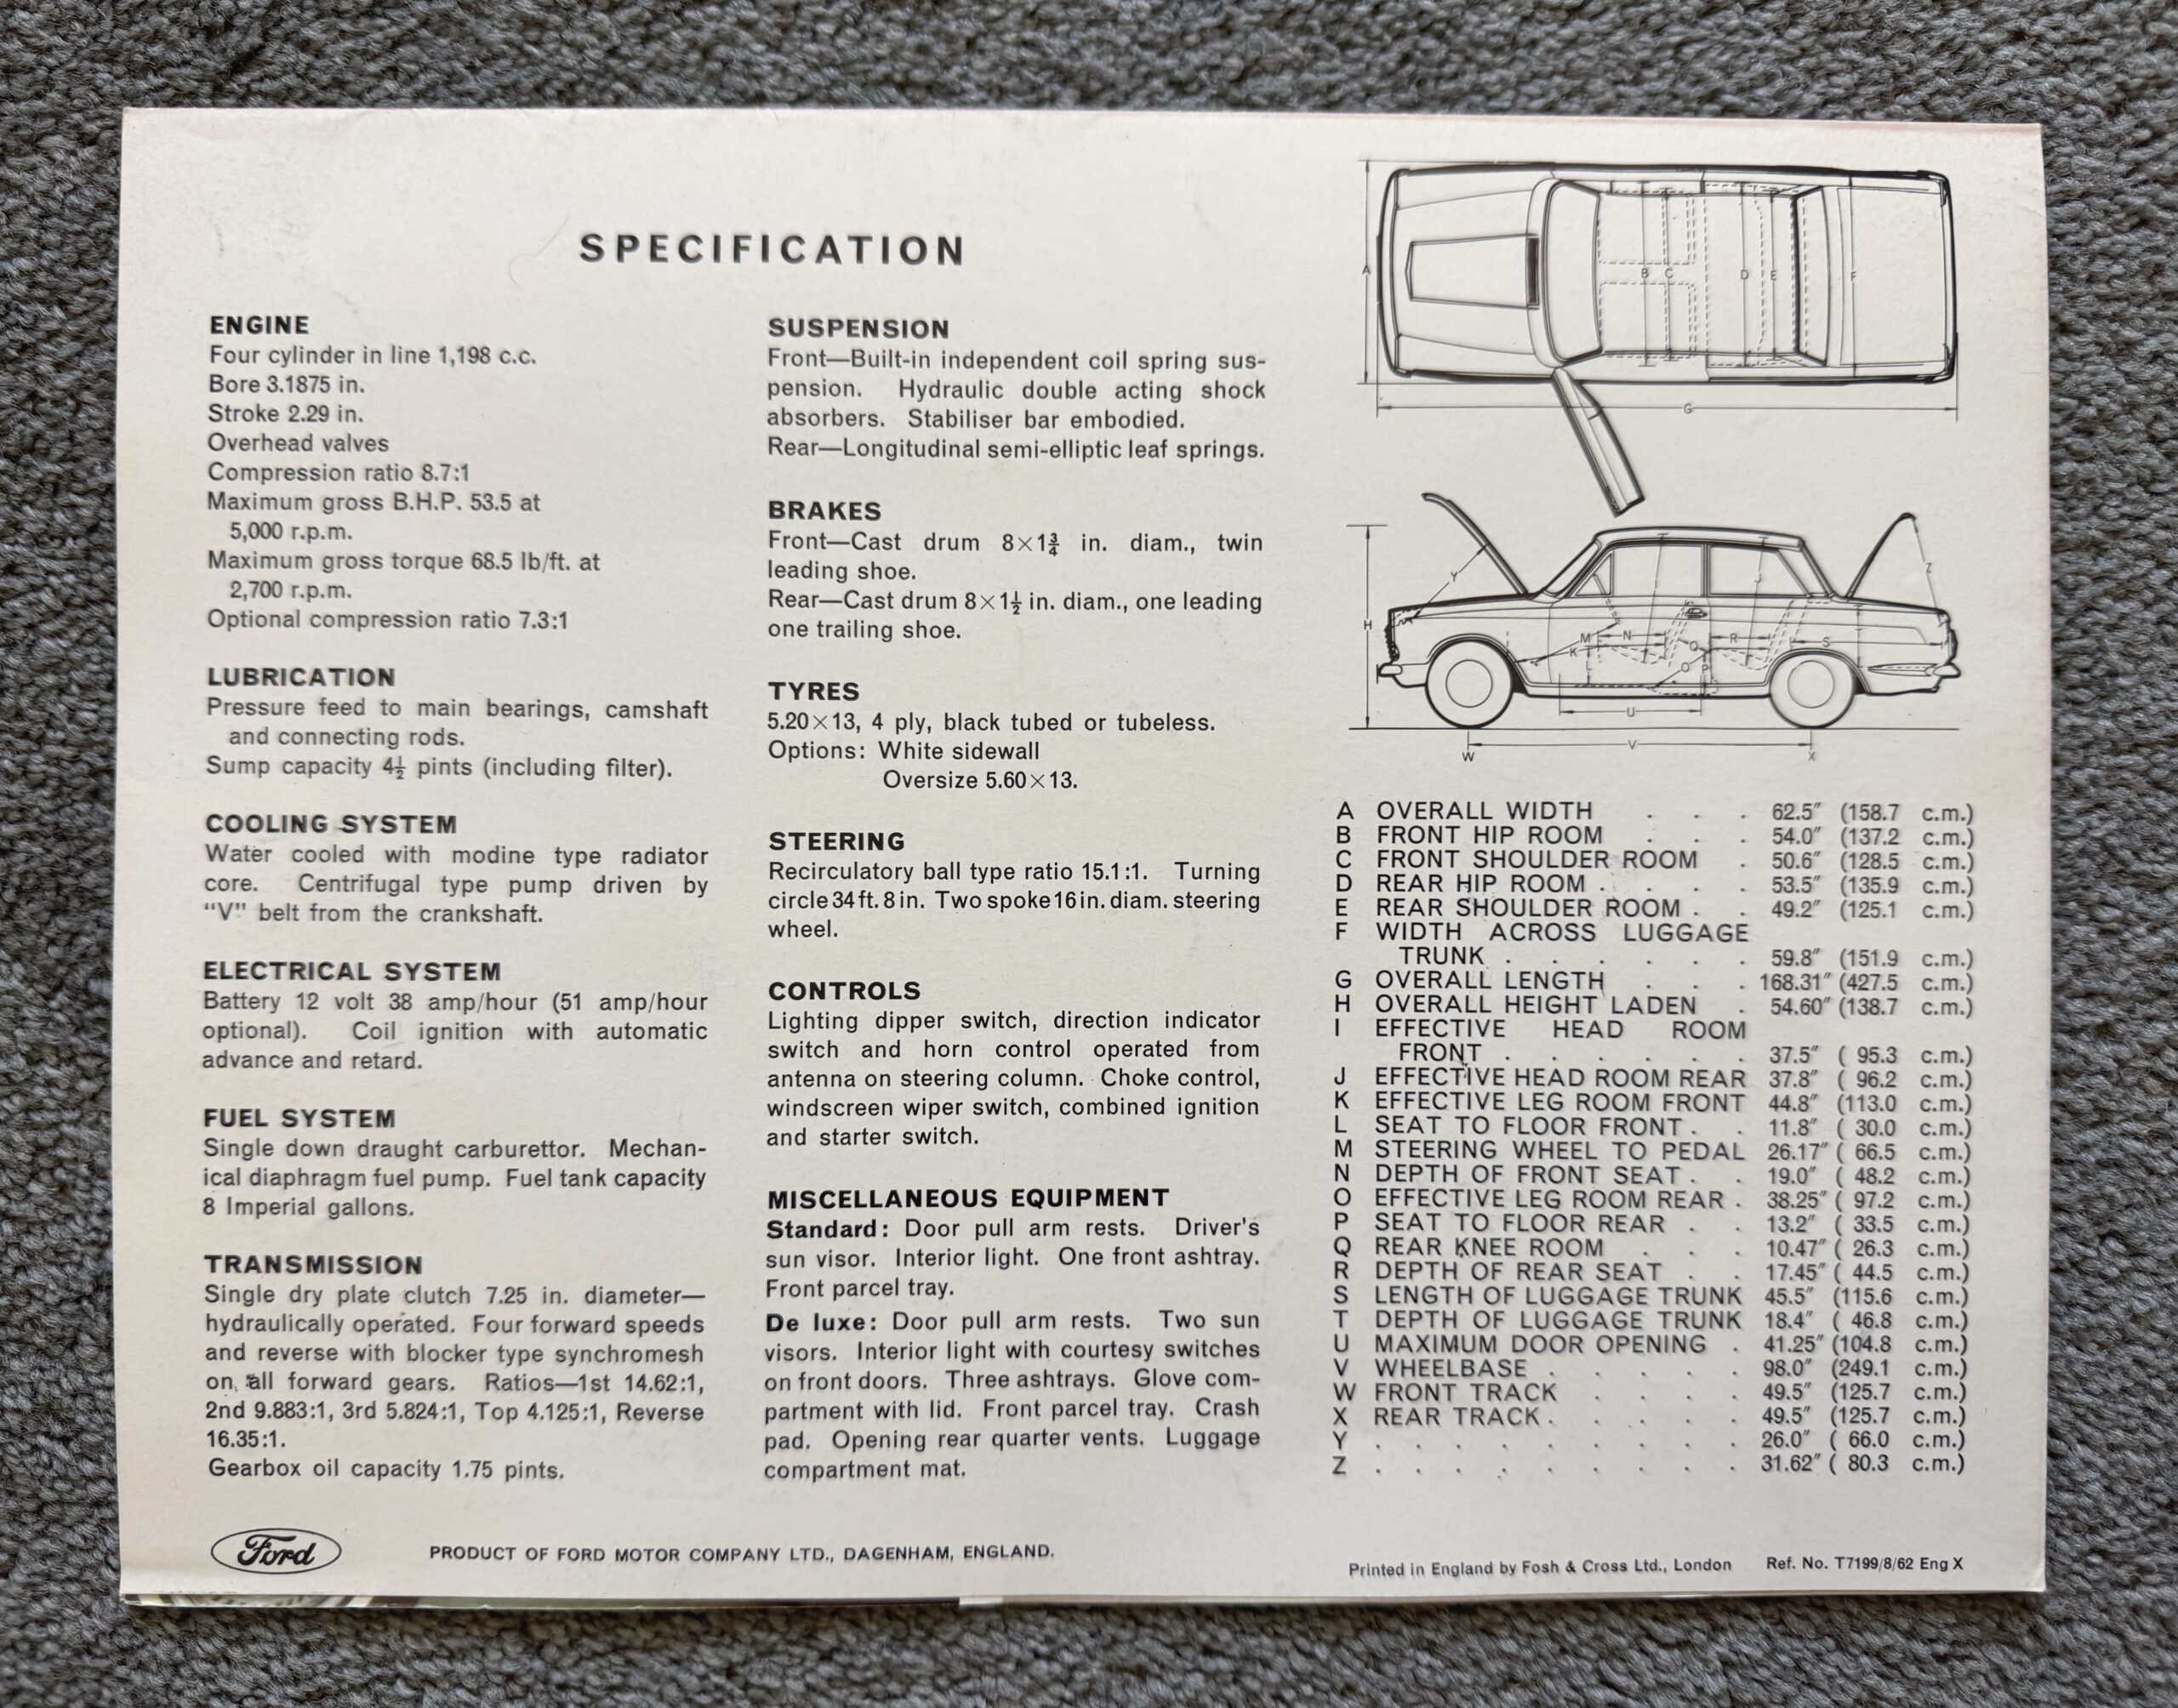 SPECIFICATION
ENGINE
Four cylinder in line 1,198 c.c.
Bore 3.1875 in.
Stroke 2.29 in.
Overhead valves
Compression ratio 8.7:1
Maximum gross B.H.P. 53.5 at
5,000 r.p.m.
Maximum gross torque 68.5 lb/ft. at
2,700 r.p.m.
Optional compression ratio 7.3:1
LUBRICATION
Pressure feed to main bearings, camshaft
and connecting rods.
Sump capacity 4½ pints (including filter).
COOLING SYSTEM
Water cooled with modine type radiator
core. Centrifugal type pump driven by
“V” belt from the crankshaft.
ELECTRICAL SYSTEM
Battery 12 volt 38 amp/hour (51 amp/hour
optional). Coil ignition with automatic
advance and retard.
FUEL SYSTEM
Single down draught carburettor. Mechan-
ical diaphragm fuel pump. Fuel tank capacity
8 Imperial gallons.
TRANSMISSION
Single dry plate clutch 7.25 in. diameter—
hydraulically operated. Four forward speeds
and reverse with blocker type synchromesh
on all forward gears. Ratios—1st 14.62:1,
2nd 9.883:1, 3rd 5.824:1, Top 4.125:1, Reverse
16.35:1.
Gearbox oil capacity 1.75 pints.
SUSPENSION
Front—Built-in independent coil spring sus-
pension. Hydraulic double acting shock
absorbers. Stabiliser bar embodied.
Rear—Longitudinal semi-elliptic leaf springs.
BRAKES
Front—Cast drum 8×1¾ in. diam., twin
leading shoe.
Rear—Cast drum 8×1½ in. diam., one leading
one trailing shoe.
TYRES
5.20×13, 4 ply, black tubed or tubeless.
Options: White sidewall
Oversize 5.60×13.
STEERING
Recirculatory ball type ratio 15.1:1. Turning
circle 34 ft. 8 in. Two spoke 16 in. diam. steering
wheel.
CONTROLS
Lighting dipper switch, direction indicator
switch and horn control operated from
antenna on steering column. Choke control,
windscreen wiper switch, combined ignition
and starter switch.
MISCELLANEOUS EQUIPMENT
Standard: Door pull arm rests. Driver's
sun visor. Interior light. One front ashtray.
Front parcel tray.
De luxe: Door pull arm rests. Two sun
visors. Interior light with courtesy switches
on front doors. Three ashtrays. Glove com-
partment with lid. Front parcel tray. Crash
pad. Opening rear quarter vents. Luggage
compartment mat.
A B C D E F
G
H Y Z
M N Q R S
K J
O P
U
V
W X
A OVERALL WIDTH . . . 62.5″ (158.7 c.m.)
B FRONT HIP ROOM . . . 54.0″ (137.2 c.m.)
C FRONT SHOULDER ROOM . 50.6″ (128.5 c.m.)
D REAR HIP ROOM . . . . 53.5″ (135.9 c.m.)
E REAR SHOULDER ROOM . . 49.2″ (125.1 c.m.)
F WIDTH ACROSS LUGGAGE
TRUNK . . . . . . 59.8″ (151.9 c.m.)
G OVERALL LENGTH . . . 168.31″ (427.5 c.m.)
H OVERALL HEIGHT LADEN . 54.60″ (138.7 c.m.)
I EFFECTIVE HEAD ROOM
FRONT . . . . . . 37.5″ ( 95.3 c.m.)
J EFFECTIVE HEAD ROOM REAR 37.8″ ( 96.2 c.m.)
K EFFECTIVE LEG ROOM FRONT 44.8″ (113.0 c.m.)
L SEAT TO FLOOR FRONT . . 11.8″ ( 30.0 c.m.)
M STEERING WHEEL TO PEDAL 26.17″ ( 66.5 c.m.)
N DEPTH OF FRONT SEAT . . 19.0″ ( 48.2 c.m.)
O EFFECTIVE LEG ROOM REAR . 38.25″ ( 97.2 c.m.)
P SEAT TO FLOOR REAR . . 13.2″ ( 33.5 c.m.)
Q REAR KNEE ROOM . . . 10.47″ ( 26.3 c.m.)
R DEPTH OF REAR SEAT . . 17.45″ ( 44.5 c.m.)
S LENGTH OF LUGGAGE TRUNK 45.5″ (115.6 c.m.)
T DEPTH OF LUGGAGE TRUNK 18.4″ ( 46.8 c.m.)
U MAXIMUM DOOR OPENING . 41.25″ (104.8 c.m.)
V WHEELBASE . . . . . 98.0″ (249.1 c.m.)
W FRONT TRACK . . . . 49.5″ (125.7 c.m.)
X REAR TRACK . . . . . 49.5″ (125.7 c.m.)
Y . . . . . . . . . 26.0″ ( 66.0 c.m.)
Z . . . . . . . . . 31.62″ ( 80.3 c.m.)
Ford
PRODUCT OF FORD MOTOR COMPANY LTD., DAGENHAM, ENGLAND.
Printed in England by Fosh & Cross Ltd., London Ref. No. T7199/8/62 Eng X